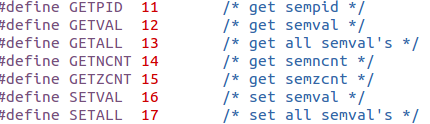 #define GETPID  11       /* get sempid */
#define GETVAL  12       /* get semval */
#define GETALL  13       /* get all semval's */
#define GETNCNT 14       /* get semncnt */
#define GETZCNT 15       /* get semzcnt */
#define SETVAL  16       /* set semval */
#define SETALL  17       /* set all semval's */